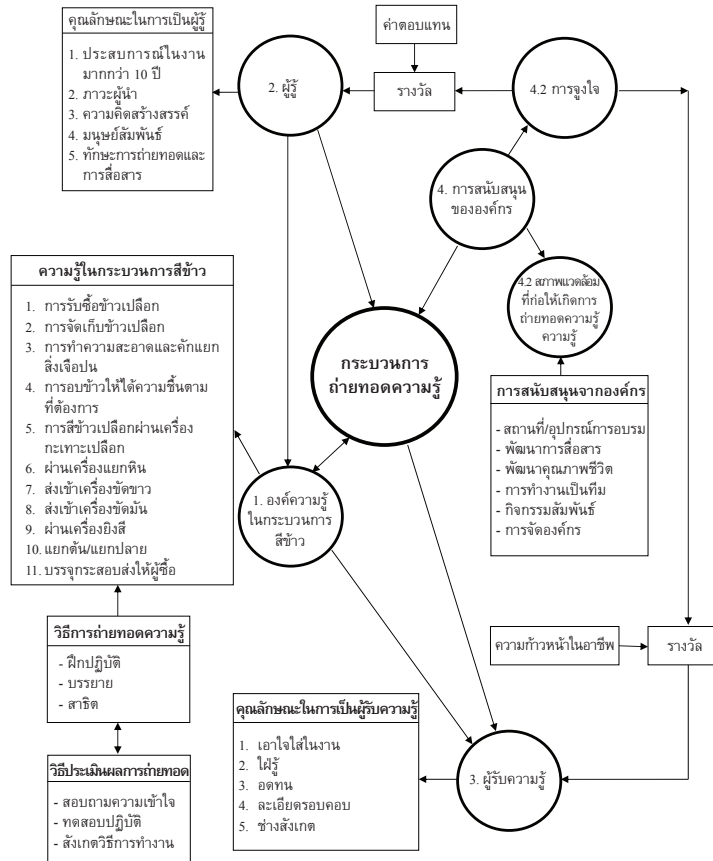 คุณลักษณะในการเป็นผู้รู้
1. ประสบการณ์ในงาน
มากกว่า 10 ปี
2. ภาวะผู้นำ
3. ความคิดสร้างสรรค์
4. มนุษย์สัมพันธ์
5. ทักษะการถ่ายทอดและ
การสื่อสาร
2. ผู้รู้
ค่าตอบแทน
รางวัล
4.2 การจูงใจ
4. การสนับสนุน
ขององค์กร
4.2 สภาพแวดล้อม
ที่ก่อให้เกิดการ
ถ่ายทอดความรู้
ความรู้
ความรู้ในกระบวนการสีข้าว
1. การรับซื้อข้าวเปลือก
2. การจัดเก็บข้าวเปลือก
3. การทำความสะอาดและคักแยก
สิ่งเจือปน
4. การอบข้าวให้ได้ความชื้นตาม
ที่ต้องการ
5. การสีข้าวเปลือกผ่านเครื่อง
กะเทาะเปลือก
6. ผ่านเครื่องแยกหิน
7. ส่งเข้าเครื่องขัดขาว
8. ส่งเข้าเครื่องขัดมัน
9. ผ่านเครื่องยิงสี
10. แยกต้น/แยกปลาย
11. บรรจุกระสอบส่งให้ผู้ซื้อ
กระบวนการ
ถ่ายทอดความรู้
การสนับสนุนจากองค์กร
- สถานที่/อุปกรณ์การอบรม
- พัฒนาการสื่อสาร
- พัฒนาคุณภาพชีวิต
- การทำงานเป็นทีม
- กิจกรรมสัมพันธ์
- การจัดองค์กร
1. องค์ความรู้
ในกระบวนการ
สีข้าว
วิธีการถ่ายทอดความรู้
- ฝึกปฏิบัติ
- บรรยาย
- สาธิต
ความก้าวหน้าในอาชีพ
รางวัล
คุณลักษณะในการเป็นผู้รับความรู้
1. เอาใจใส่ในงาน
2. ใฝ่รู้
3. อดทน
4. ละเอียดรอบคอบ
5. ช่างสังเกต
3. ผู้รับความรู้
วิธีประเมินผลการถ่ายทอด
- สอบถามความเข้าใจ
- ทดสอบปฏิบัติ
- สังเกตวิธีการทำงาน